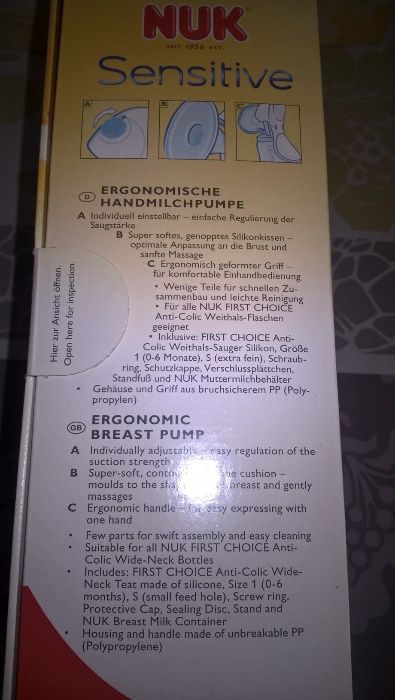 NUK
SEIT 1956 EST
Sensitive
A
B
C
D ERGONOMISCHE
HANDMILCHPUMPE
A Individuell einstellbar – einfache Regulierung der
Saugstärke
B Super softes, genopptes Silikonkissen –
optimale Anpassung an die Brust und
sanfte Massage
C Ergonomisch geformter Griff –
für komfortable Einhandbedienung
• Wenige Teile für schnellen Zu-
sammenbau und leichte Reinigung
• Für alle NUK FIRST CHOICE
Anti-Colic Weithals-Flaschen
geeignet
• Inklusive: FIRST CHOICE Anti-
Colic Weithals-Sauger Silikon, Größe
1 (0-6 Monate), S (extra fein), Schraub-
ring, Schutzkappe, Verschlussplättchen,
Standfuß und NUK Muttermilchbehälter
• Gehäuse und Griff aus bruchsicherem PP (Poly-
propylen)
Hier zur Ansicht öffnen.
Open here for inspection.
GB ERGONOMIC
BREAST PUMP
A Individually adjustable easy regulation of the
suction strength
B Super-soft, cushion –
moulds to the breast and gently
massages
C Ergonomic handle – for easy expressing with
one hand
• Few parts for swift assembly and easy cleaning
• Suitable for all NUK FIRST CHOICE Anti-
Colic Wide-Neck Bottles
• Includes: FIRST CHOICE Anti-Colic Wide-
Neck Teat made of silicone, Size 1 (0-6
months), S (small feed hole), Screw ring,
Protective Cap, Sealing Disc, Stand and
NUK Breast Milk Container
• Housing and handle made of unbreakable PP
(Polypropylene)